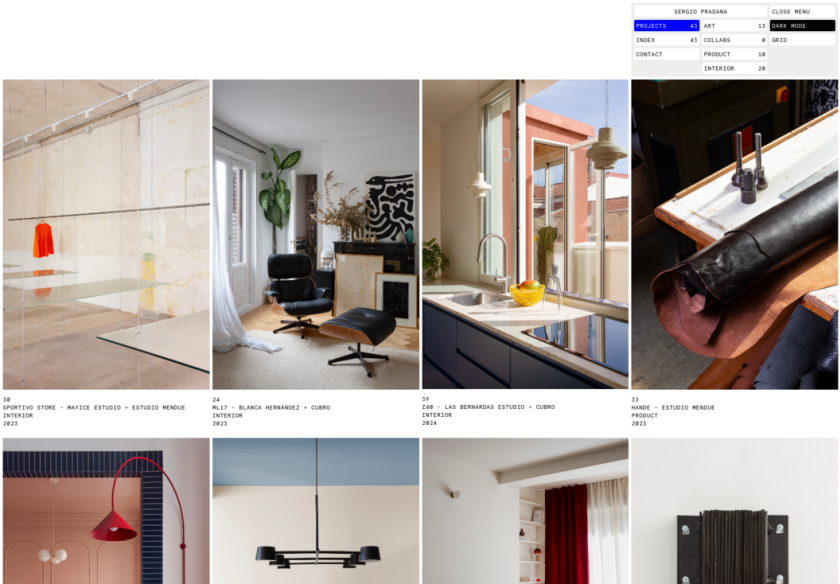 SERGIO PRADANA CLOSE MENU
PROJECTS 43 ART 13 DARK MODE
INDEX 43 COLLABS 0 GRID
CONTACT PRODUCT 10
INTERIOR 20
30
SPORTIVO STORE - MAYICE ESTUDIO + ESTUDIO MENDUE
INTERIOR
2023
24
ML17 - BLANCA HERNÁNDEZ + CUBRO
INTERIOR
2023
39
Z40 - LAS BERNARDAS ESTUDIO + CUBRO
INTERIOR
2024
33
HANDE - ESTUDIO MENDUE
PRODUCT
2023